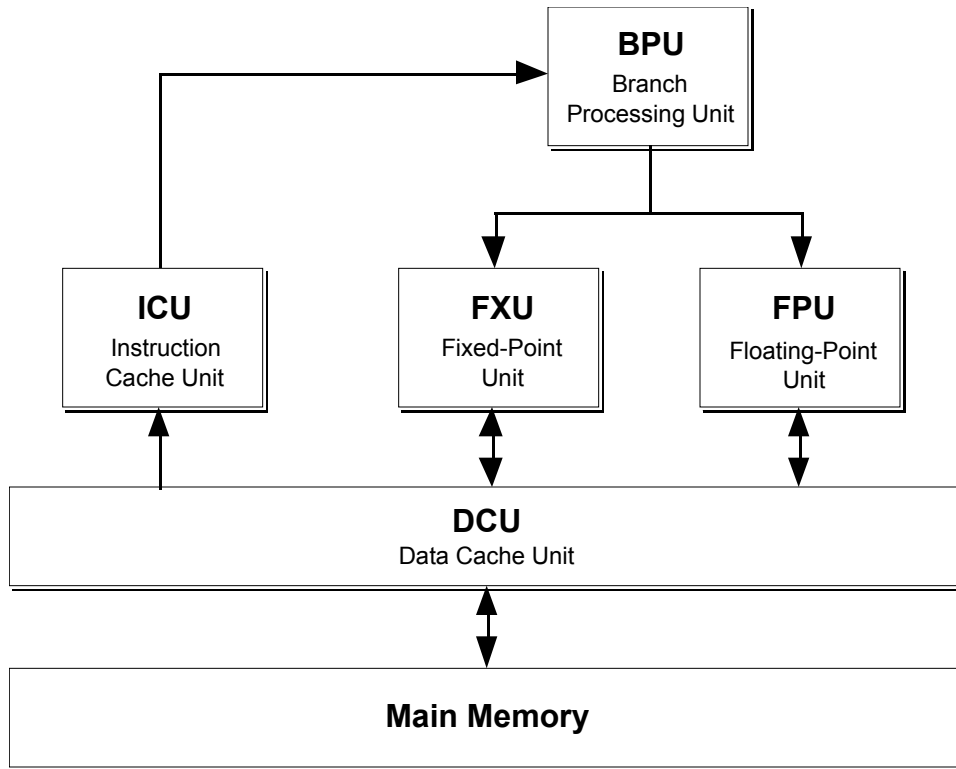 BPU
Branch
Processing Unit
ICU
Instruction
Cache Unit
FXU
Fixed-Point
Unit
FPU
Floating-Point
Unit
DCU
Data Cache Unit
Main Memory